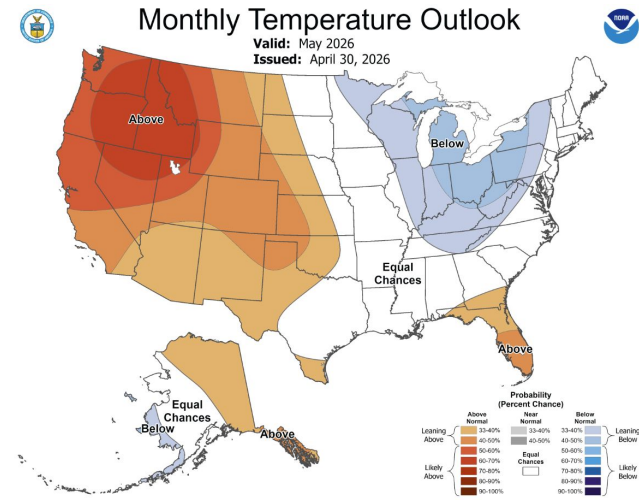 Monthly Temperature Outlook
Valid: May 2026
Issued: April 30, 2026
NOAA
Above
Below
Equal
Chances
Above
Equal
Chances
Below
Above
Probability
(Percent Chance)
Above
Normal
Near
Normal
Below
Normal
Leaning
Above
33-40%
40-50%
33-40%
40-50%
33-40%
40-50%
Leaning
Below
Likely
Above
50-60%
60-70%
70-80%
80-90%
90-100%
Equal
Chances
50-60%
60-70%
70-80%
80-90%
90-100%
Likely
Below